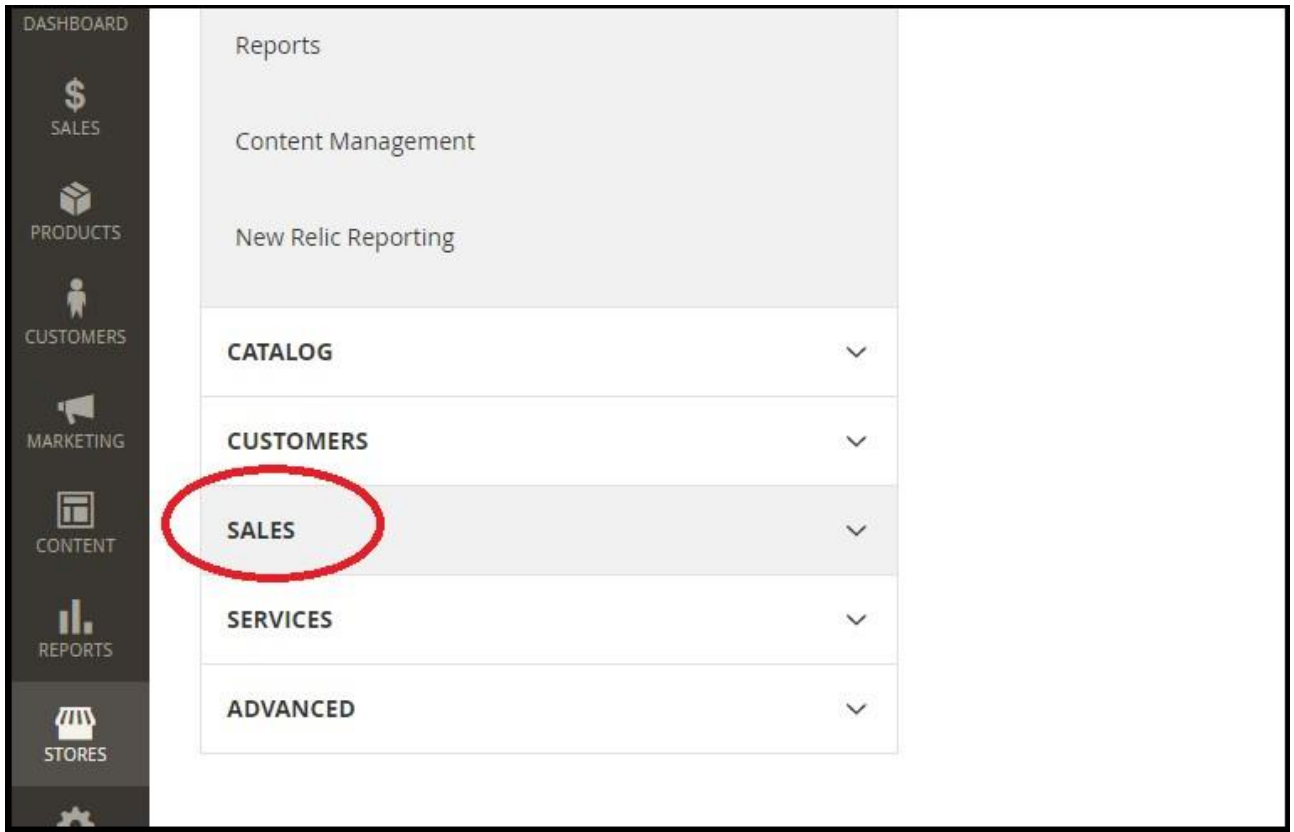 DASHBOARD
SALES
PRODUCTS
CUSTOMERS
MARKETING
CONTENT
REPORTS
STORES
Reports
Content Management
New Relic Reporting
CATALOG
CUSTOMERS
SALES
SERVICES
ADVANCED